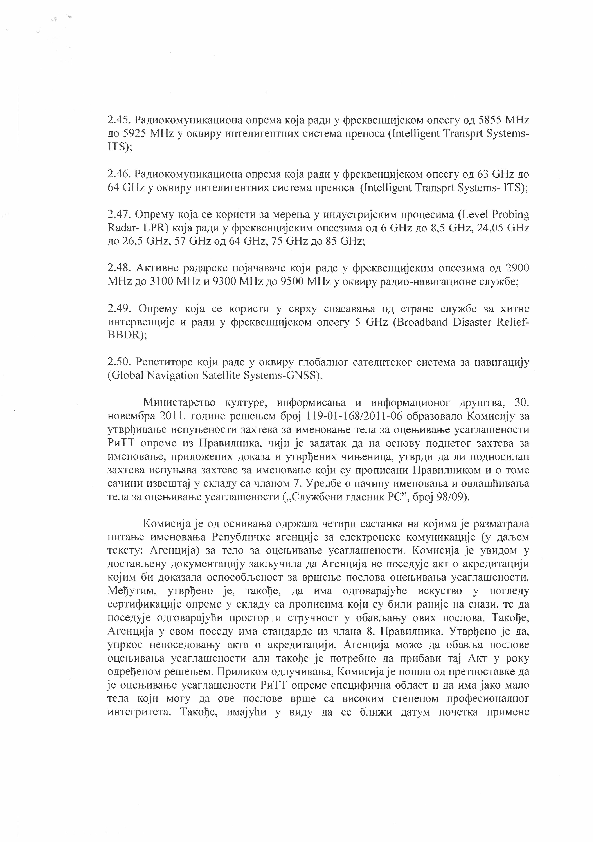 2.45. Радиокомуникациона опрема која ради у фреквенцијском опсегу од 5855 MHz
до 5925 MHz у оквиру интелигентних система преноса (Intelligent Transprt Systems-
ITS);
2.46. Радиокомуникациона опрема која ради у фреквенцијском опсегу од 63 GHz до
64 GHz у оквиру интелигентних система преноса (Intelligent Transprt Systems- ITS);
2.47. Опрему која се користи за мерења у индустријским процесима (Level Probing
Radar- LPR) која ради у фреквенцијским опсезима од 6 GHz до 8,5 GHz, 24,05 GHz
до 26,5 GHz, 57 GHz од 64 GHz, 75 GHz до 85 GHz;
2.48. Активне радарске појачаваче који раде у фреквенцијским опсезима од 2900
MHz до 3100 MHz и 9300 MHz до 9500 MHz у оквиру радио-навигационе службе;
2.49. Опрему која се користи у сврху спасавања од стране службе за хитне
интервенције и ради у фреквенцијском опсегу 5 GHz (Broadband Disaster Relief-
BBDR);
2.50. Репетиторе који раде у оквиру глобалног сателитског система за навигацију
(Global Navigation Satellite Systems-GNSS).
Министарство културе, информисања и информационог друштва, 30.
новембра 2011. године решењем број 119-01-168/2011-06 образовало Комисију за
утврђивање испуњености захтева за именовање тела за оцењивање усаглашености
РиТТ опреме из Правилника, чији је задатак да на основу поднетог захтева за
именовање, приложених доказа и утврђених чињеница, утврди да ли подносилац
захтева испуњава захтеве за именовање који су прописани Правилником и о томе
сачини извештај у складу са чланом 7. Уредбе о начину именовања и овлашћивања
тела за оцењивање усаглашености („Службени гласник РС”, број 98/09).
Комисија је од оснивања одржала четири састанка на којима је разматрала
питање именовања Републичке агенције за електронске комуникације (у даљем
тексту: Агенција) за тело за оцењивање усаглашености. Комисија је увидом у
достављену документацију закључила да Агенција не поседује акт о акредитацији
којим би доказала оспособљеност за вршење послова оцењивања усаглашености.
Међутим, утврђено је, такође, да има одговарајуће искуство у погледу
сертификације опреме у складу са прописима који су били раније на снази, те да
поседује одговарајући простор и стручност у обављању ових послова. Такође,
Агенција у свом поседу има стандарде из члана 8. Правилника. Утврђено је да,
упркос непоседовању акта о акредитацији, Агенција може да обавља послове
оцењивања усаглашености али такође је потребно да прибави тај Акт у року
одређеном решењем. Приликом одлучивања, Комисија је пошла од претпоставке да
је оцењивање усаглашености РиТТ опреме специфична област и да има јако мало
тела који могу да ове послове врше са високим степеном професионалног
интегритета. Такође, имајући у виду да се ближи датум почетка примене